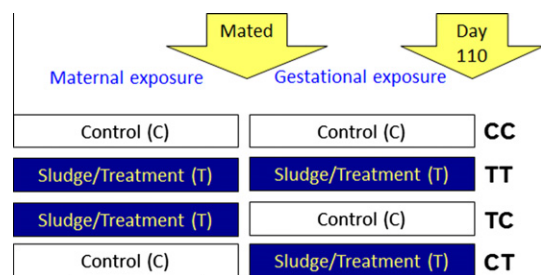 Mated
Day
110
Maternal exposure
Gestational exposure
Control (C)
Control (C)
CC
Sludge/Treatment (T)
Sludge/Treatment (T)
TT
Sludge/Treatment (T)
Control (C)
TC
Control (C)
Sludge/Treatment (T)
CT